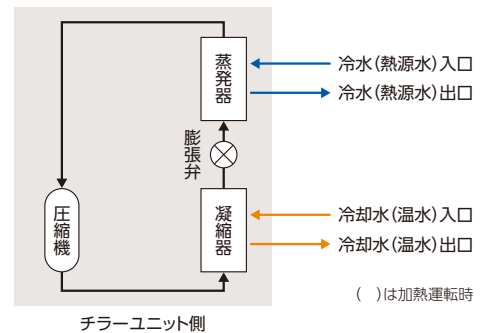 蒸発器
冷水(熱源水)入口
冷水(熱源水)出口
膨張弁
圧縮機
凝縮器
冷却水(温水)入口
冷却水(温水)出口
(　)は加熱運転時
チラーユニット側